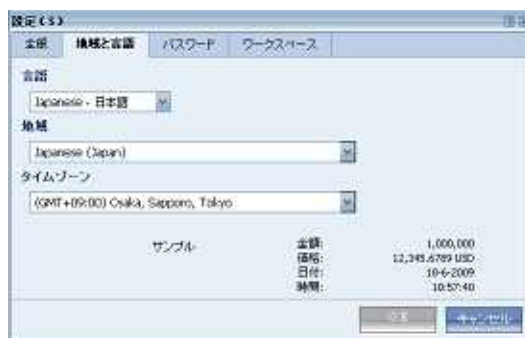 設定(S)
全般 地域と言語 パスワード ワークスペース
言語
Japanese - 日本語
地域
Japanese (Japan)
タイムゾーン
(GMT+09:00) Osaka, Sapporo, Tokyo
サンプル 金額: 1,000,000
価格: 12,345.6789 USD
日付: 18-6-2009
時間: 10:57:40
キャンセル